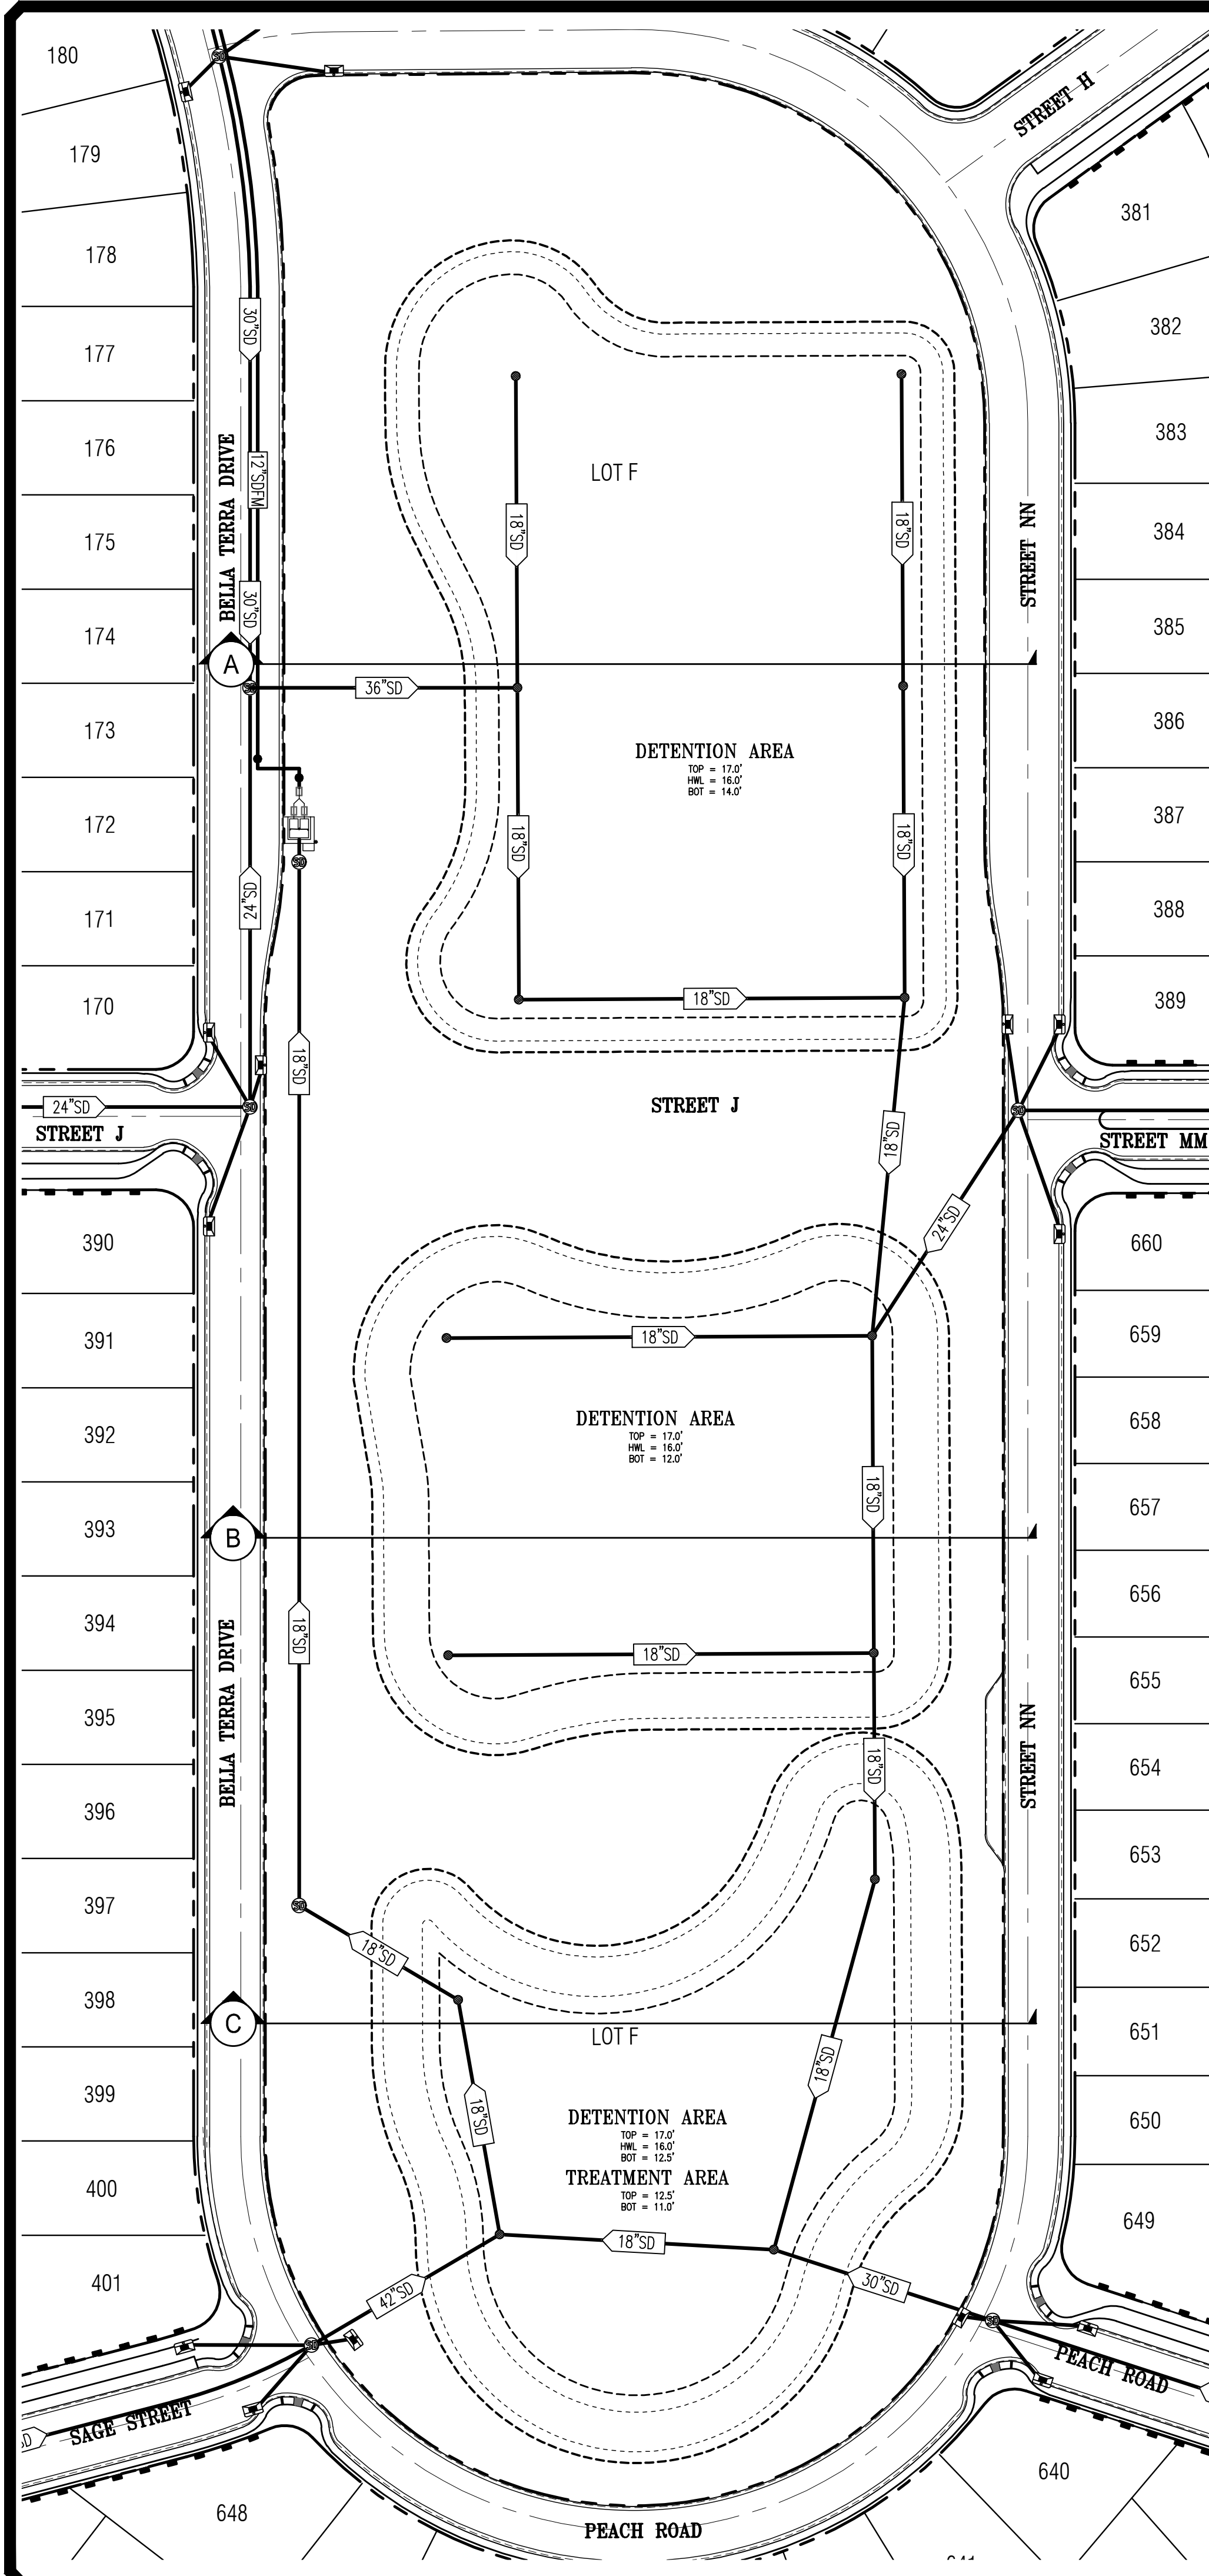 180
STREET H
179
381
178
382
30"SD
177
383
176
LOT F
BELLA TERRA DRIVE
12"SDFM
18"SD
18"SD
STREET NN
384
175
30"SD
174
385
A
36"SD
173
386
DETENTION AREA
TOP = 17.0'
HWL = 16.0'
BOT = 14.0'
172
387
18"SD
18"SD
24"SD
171
388
170
18"SD
389
18"SD
24"SD
STREET J
STREET J
18"SD
STREET MM
24"SD
390
660
391
18"SD
659
DETENTION AREA
TOP = 17.0'
HWL = 16.0'
BOT = 12.0'
392
658
18"SD
393
657
B
394
18"SD
18"SD
656
BELLA TERRA DRIVE
395
655
STREET NN
18"SD
654
396
653
397
18"SD
652
398
C
LOT F
651
18"SD
399
18"SD
DETENTION AREA
TOP = 17.0'
HWL = 16.0'
BOT = 12.5'
TREATMENT AREA
TOP = 12.5'
BOT = 11.0'
650
400
649
18"SD
401
42"SD
30"SD
PEACH ROAD
SAGE STREET
SD
640
648
PEACH ROAD